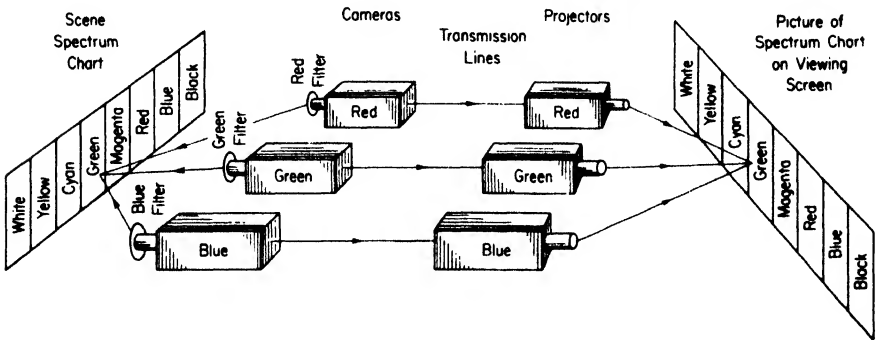 Scene
Spectrum
Chart
Cameras
Projectors
Transmission
Lines
Picture of
Spectrum Chart
on Viewing
Screen
White
Yellow
Cyan
Green
Magenta
Red
Blue
Black
Red
Filter
Green
Filter
Blue
Filter
Red
Green
Blue
Red
Green
Blue
White
Yellow
Cyan
Green
Magenta
Red
Blue
Black